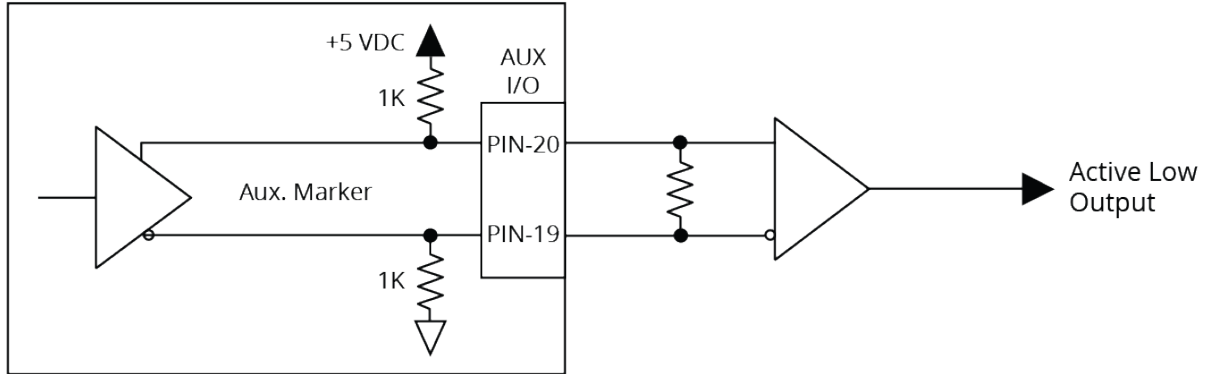 +5 VDC
AUX
I/O
1K
PIN-20
Aux. Marker
PIN-19
1K
Active Low
Output